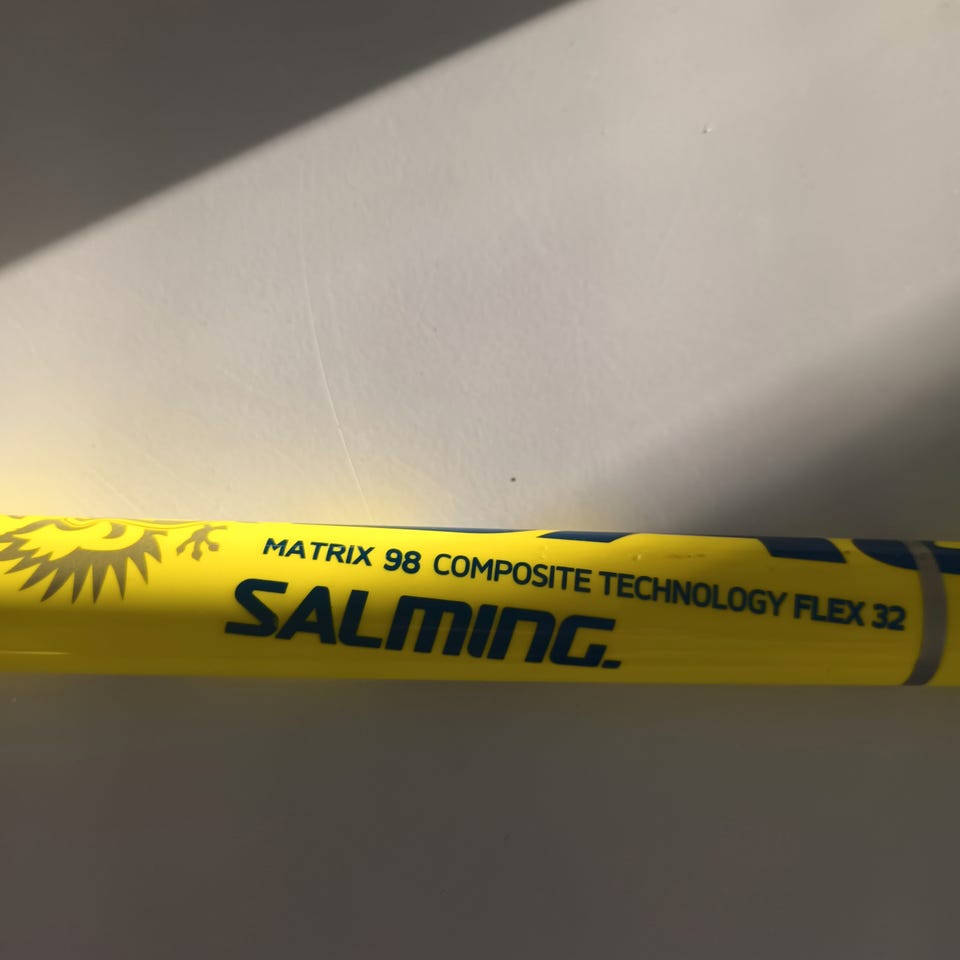 MATRIX 98 COMPOSITE TECHNOLOGY FLEX 32
SALMING.